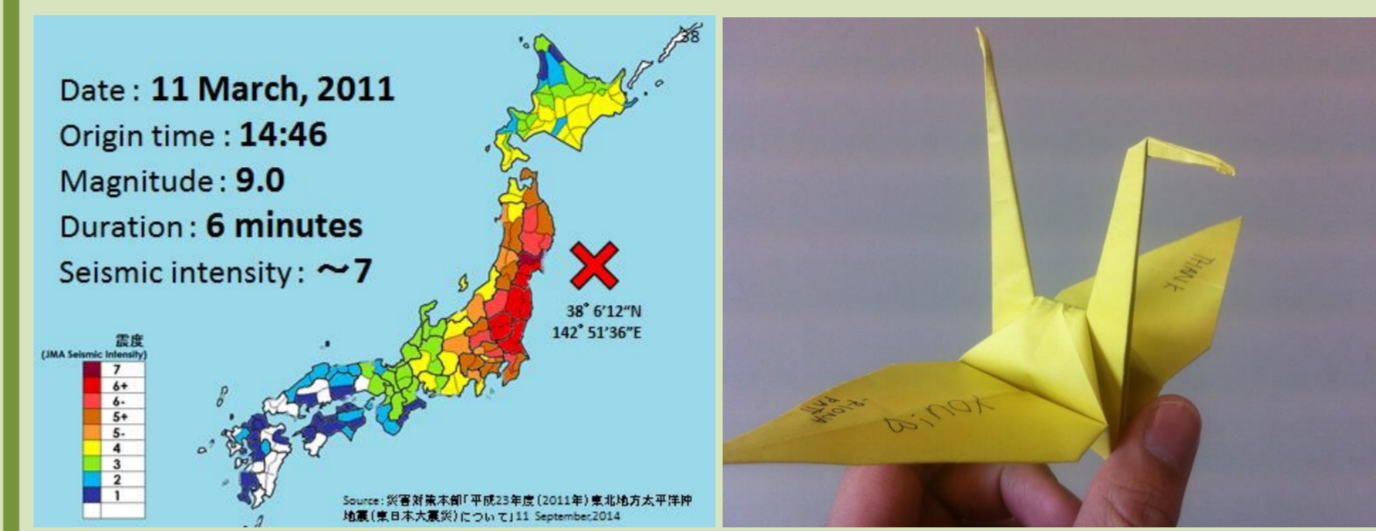 38
Date : 11 March, 2011
Origin time : 14:46
Magnitude : 9.0
Duration : 6 minutes
Seismic intensity : ～7
38° 6'12"N
142° 51'36"E
震度
(JMA Seismic Intensity)
7
6+
6-
5+
5-
4
3
2
1
Source: 災害対策本部「平成23年度(2011年)東北地方太平洋沖
地震(東日本大震災)について」11 September,2014
THANK
YOU
-FIONA
PATI